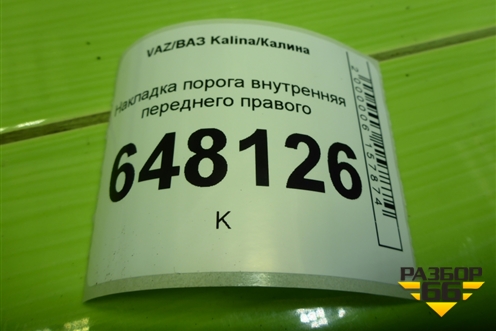 VAZ/ВАЗ Kalina/Калина
Накладка порога внутренняя
переднего правого
648126
K
2000006157874
РАЗБОР
66